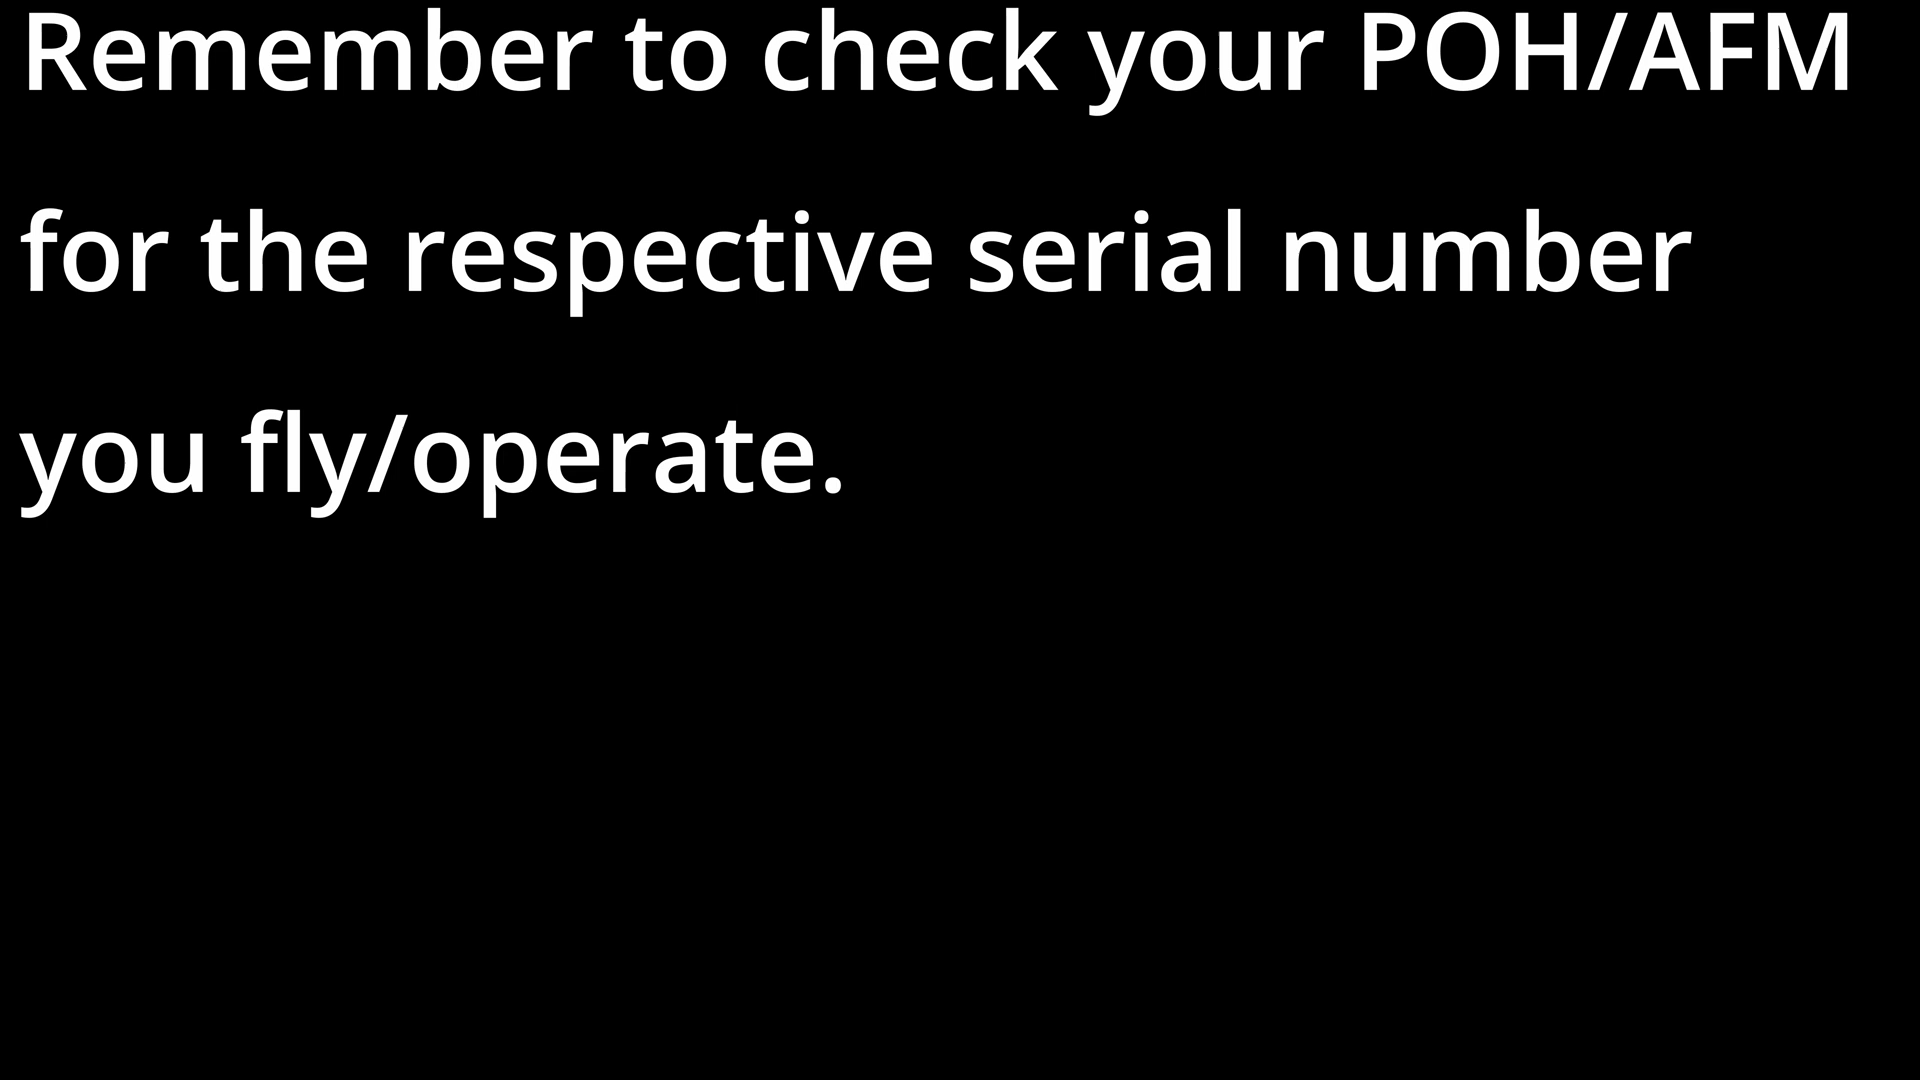 Remember to check your POH/AFM
for the respective serial number
you fly/operate.